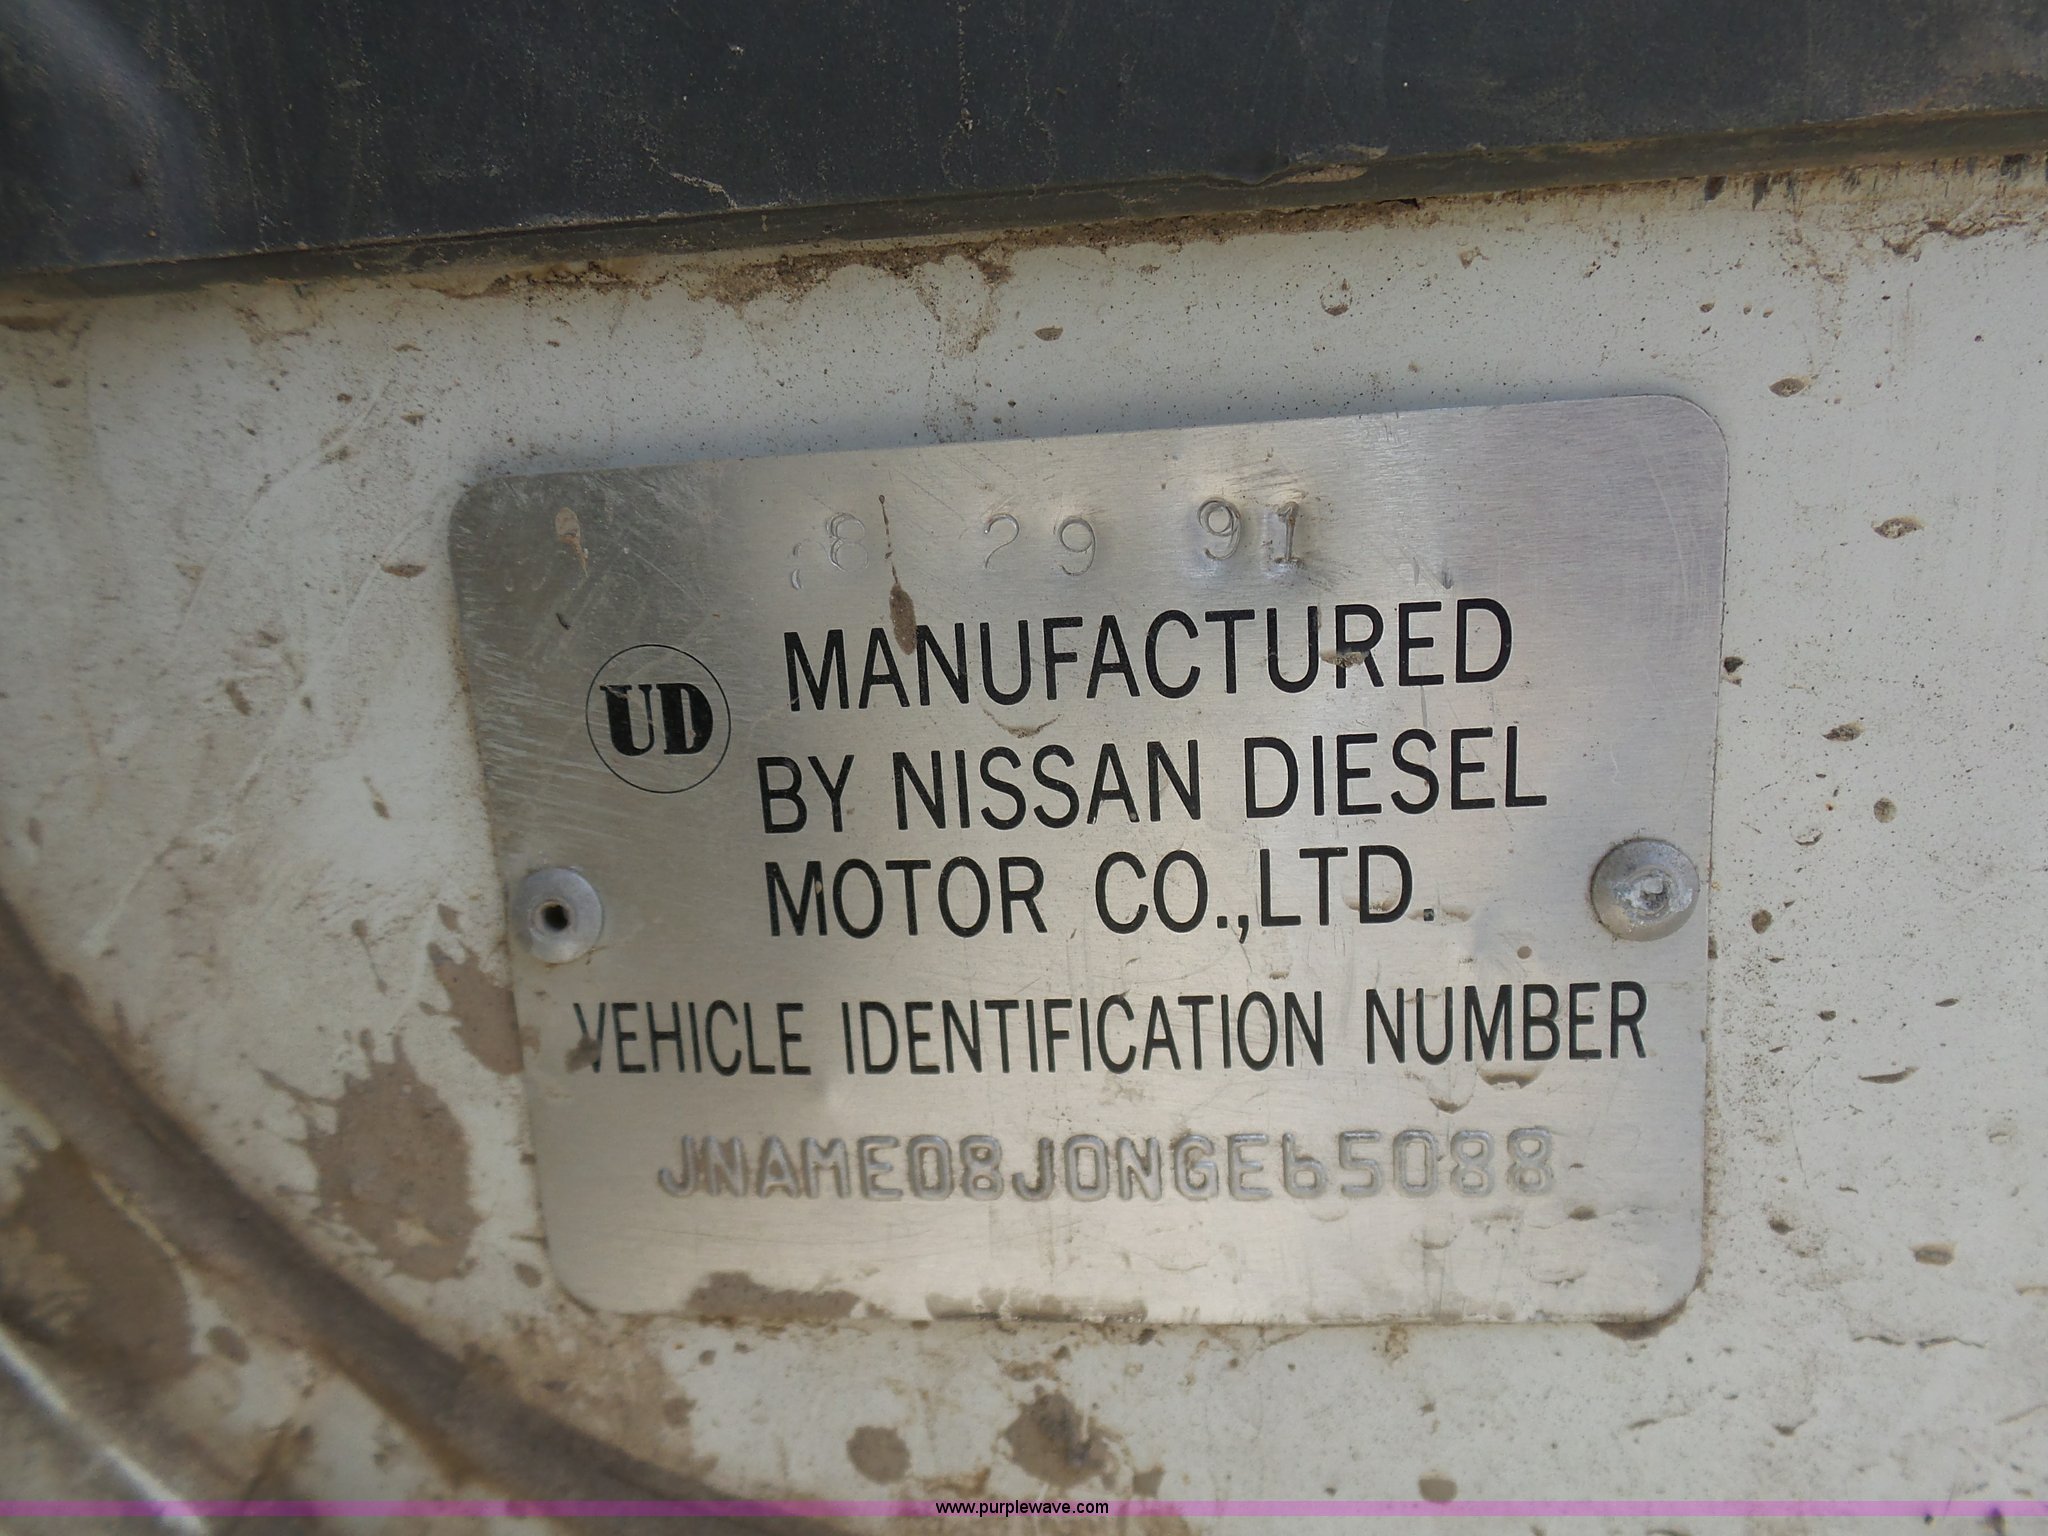 8 29 91
UD
MANUFACTURED
BY NISSAN DIESEL
MOTOR CO.,LTD.
VEHICLE IDENTIFICATION NUMBER
JNAME08J0NGE65088
www.purplewave.com